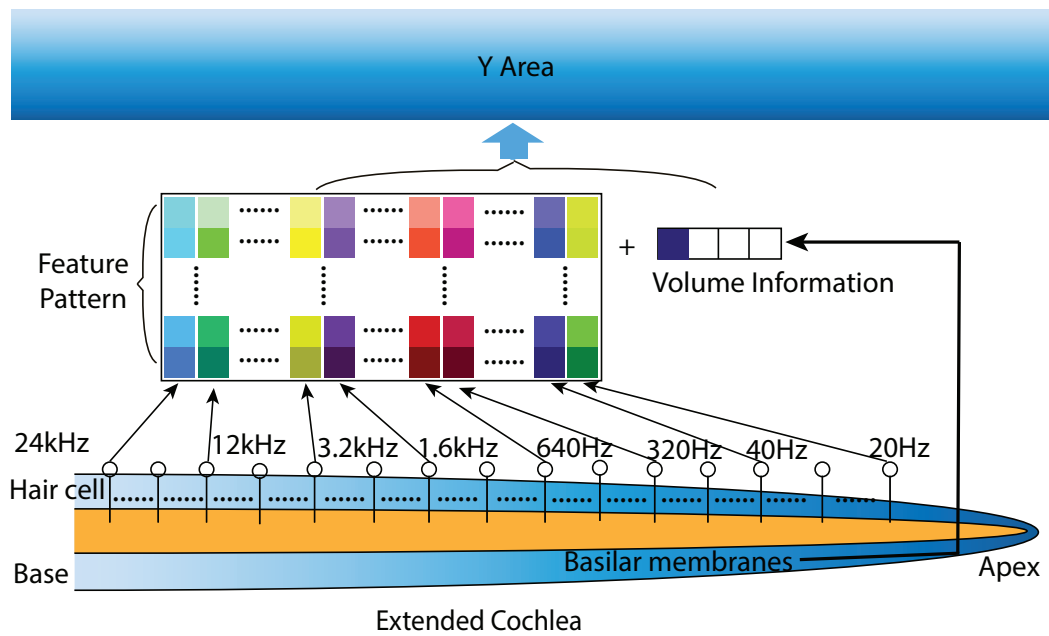 Y Area
Feature
Pattern
+
Volume Information
24kHz
12kHz
3.2kHz
1.6kHz
640Hz
320Hz
40Hz
20Hz
Hair cell
Base
Basilar membranes
Apex
Extended Cochlea